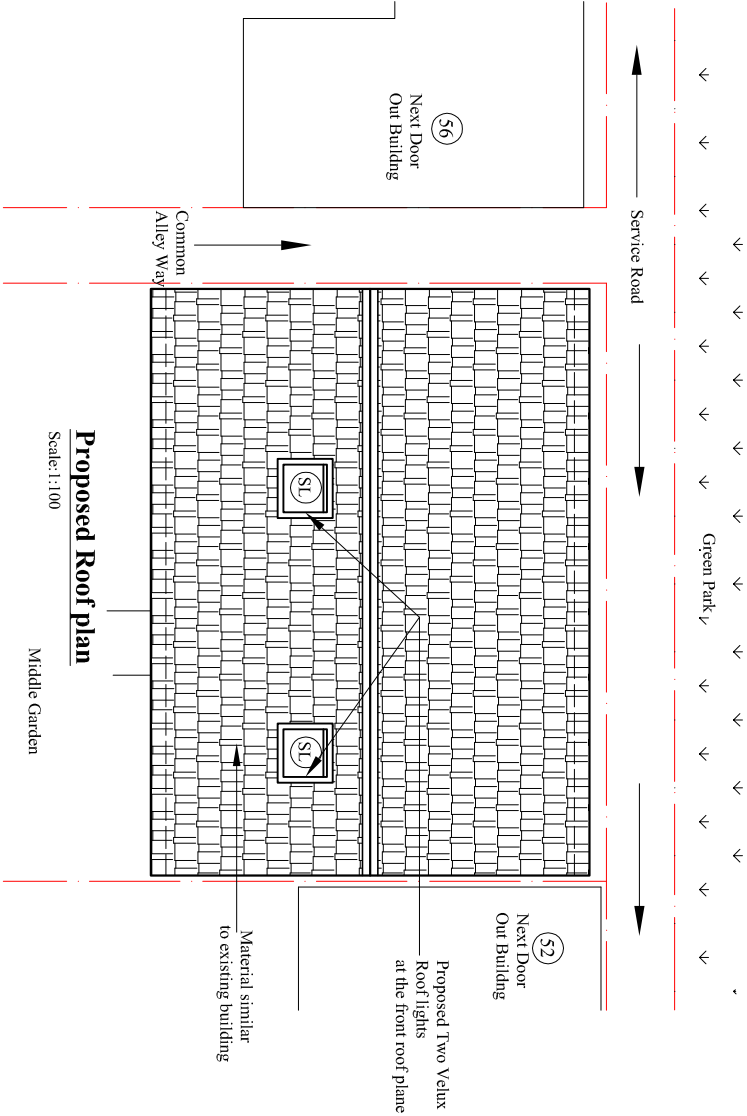 Green Park
Service Road
56
Next Door
Out Buildng
52
Next Door
Out Buildng
Common
Alley Way
Proposed Two Velux
Roof lights
at the front roof plane
SL
SL
Material similar
to existing building
Proposed Roof plan
Scale:1:100
Middle Garden